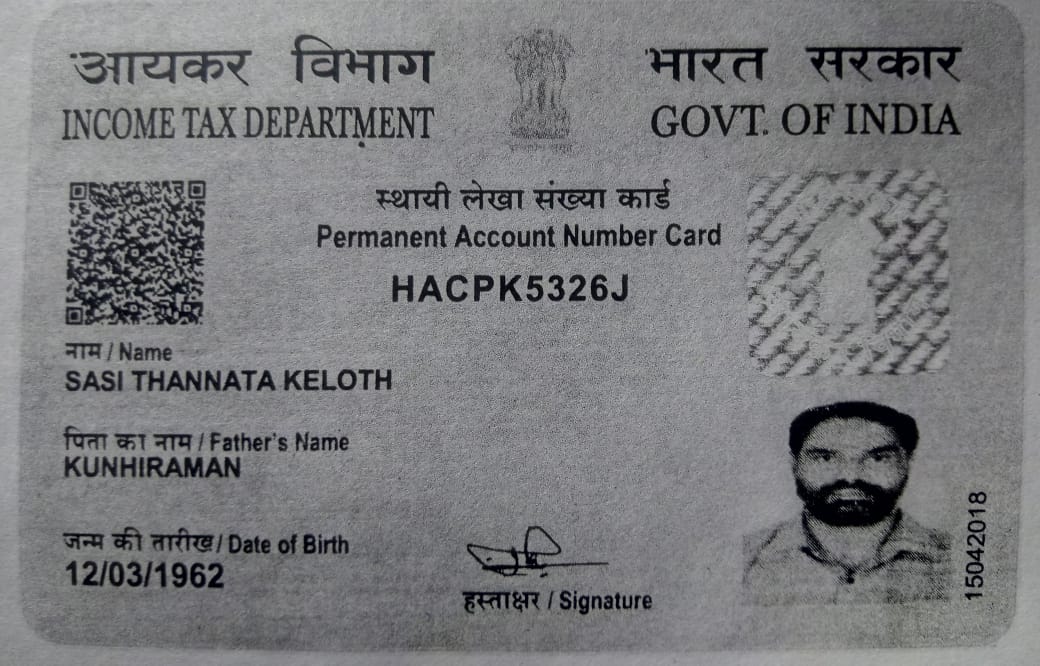 आयकर विभाग
INCOME TAX DEPARTMENT
भारत सरकार
GOVT. OF INDIA
स्थायी लेखा संख्या कार्ड
Permanent Account Number Card
HACPK5326J
नाम / Name
SASI THANNATA KELOTH
पिता का नाम / Father's Name
KUNHIRAMAN
जन्म की तारीख / Date of Birth
12/03/1962
हस्ताक्षर / Signature
15042018